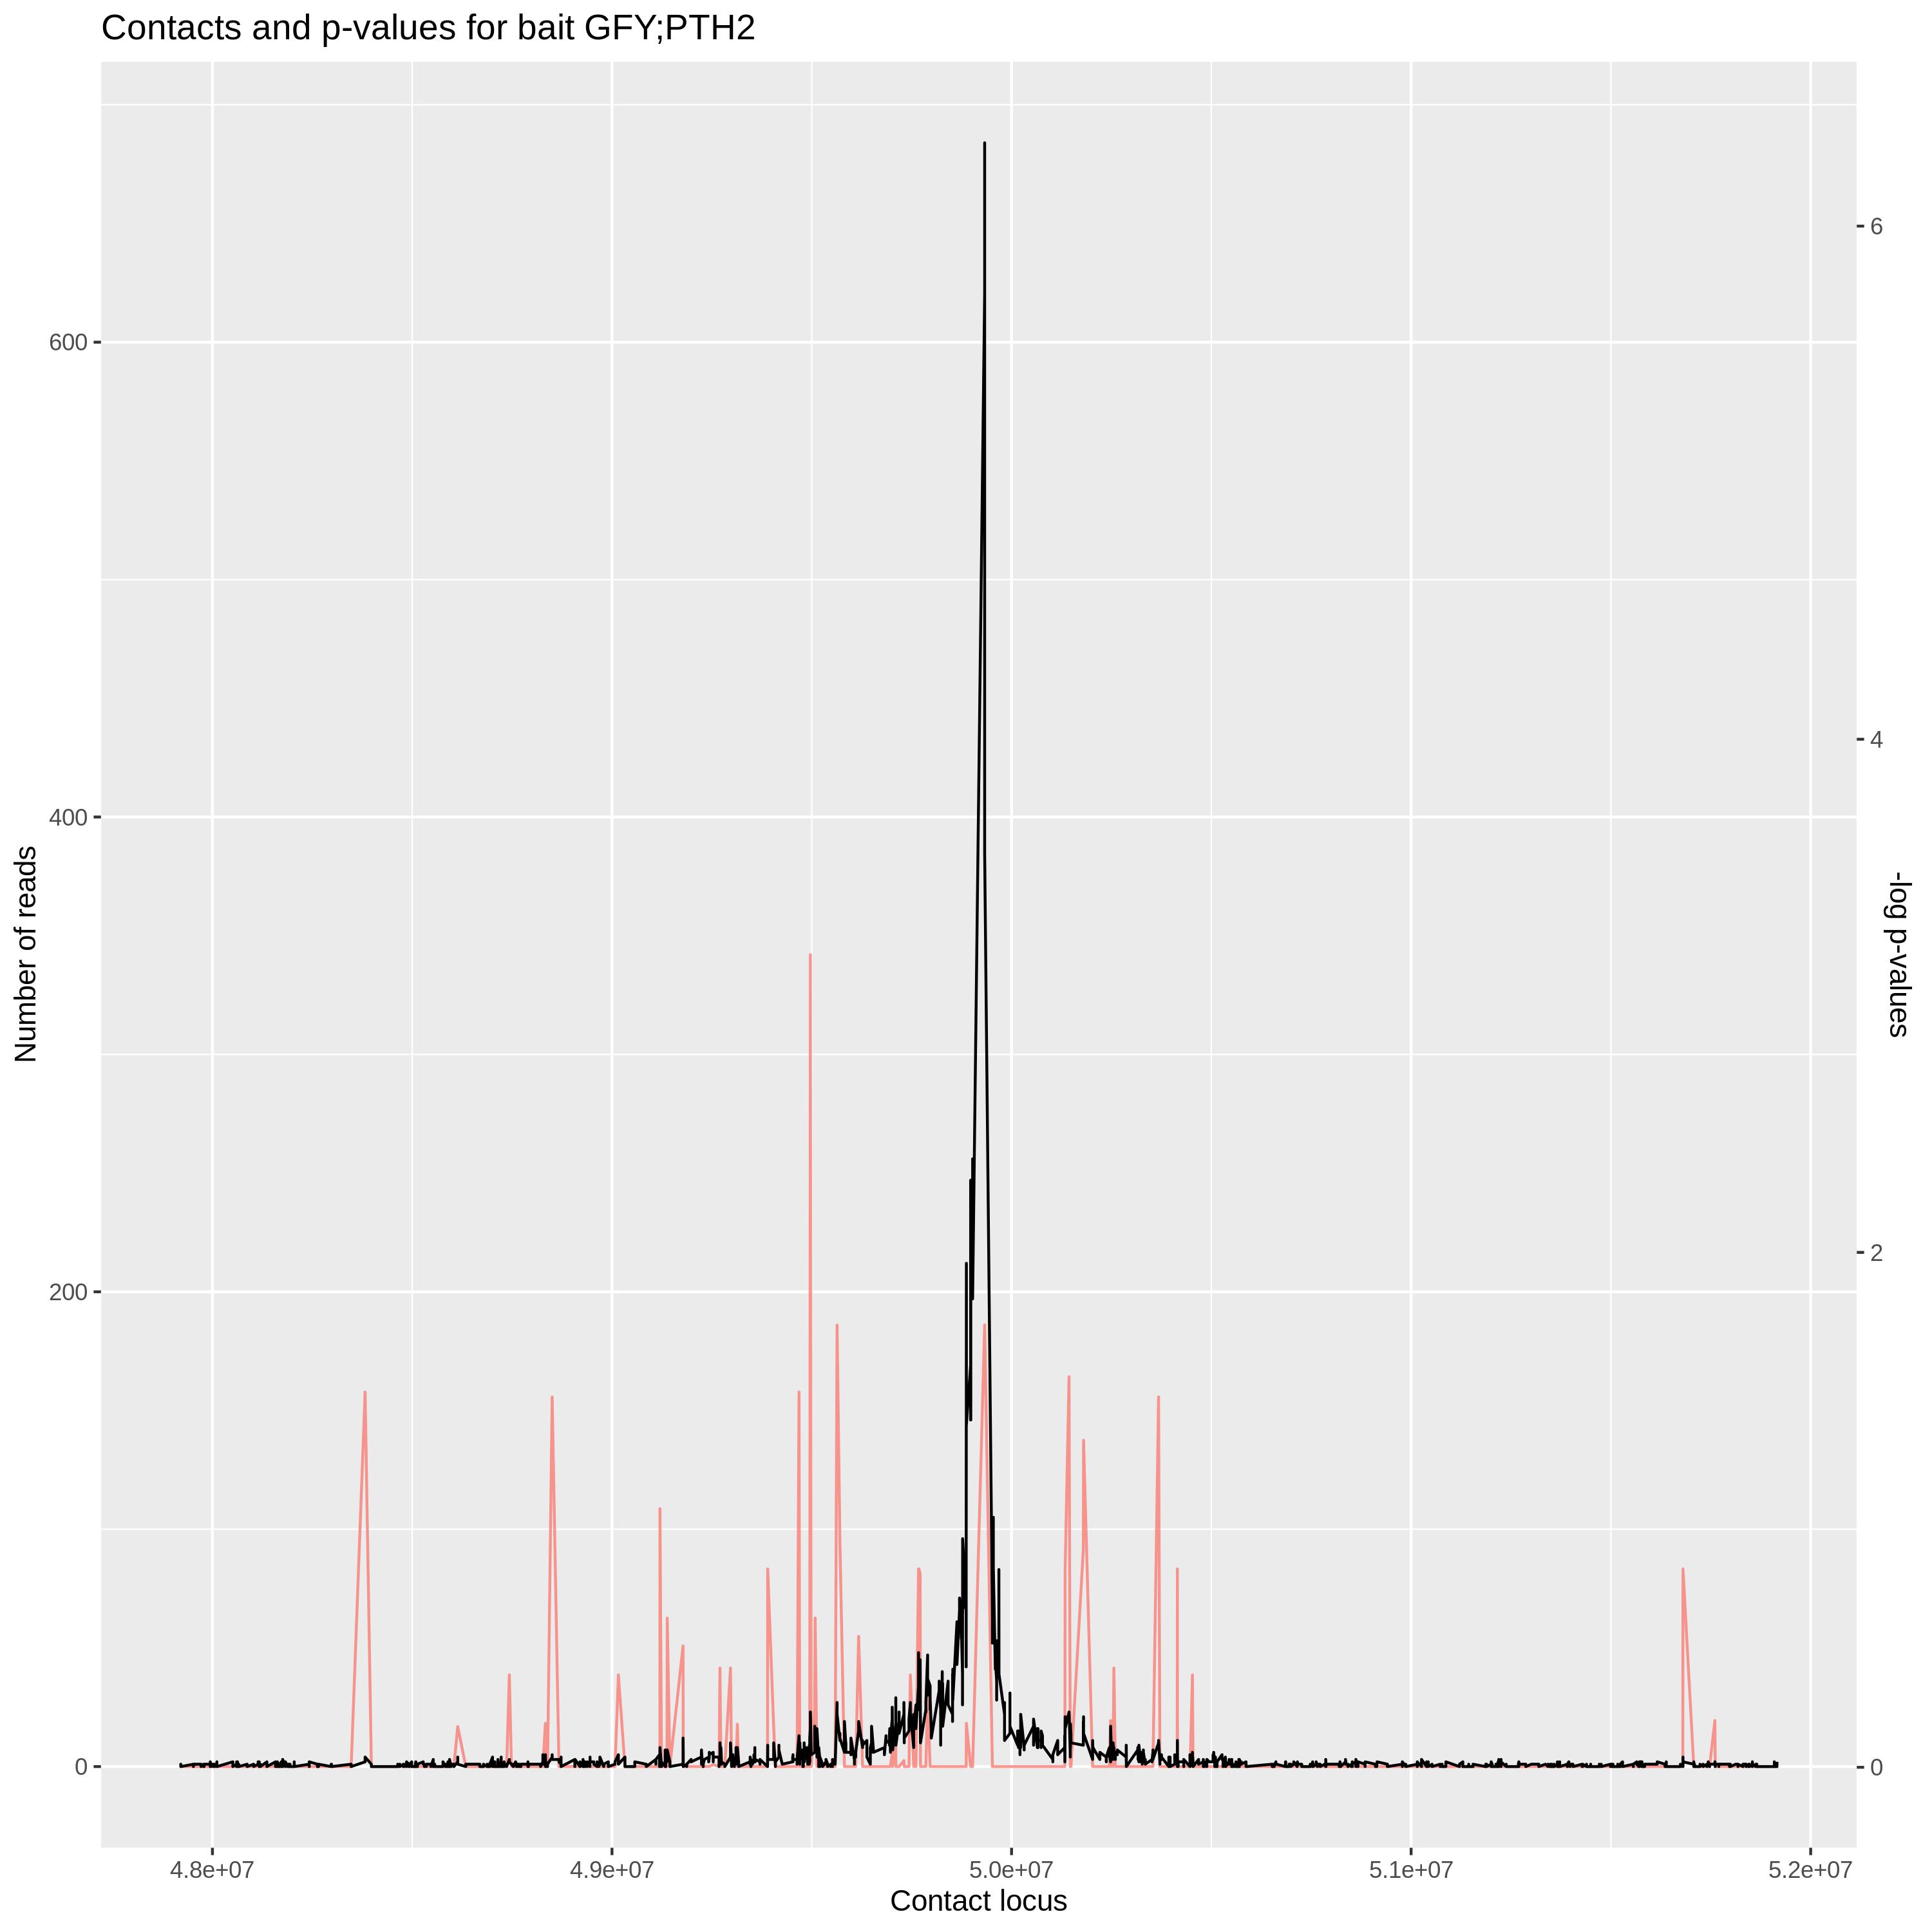 Contacts and p-values for bait GFY;PTH2
Number of reads
600
400
200
0
6
4
2
0
-log p-values
4.8e+07
4.9e+07
5.0e+07
5.1e+07
5.2e+07
Contact locus